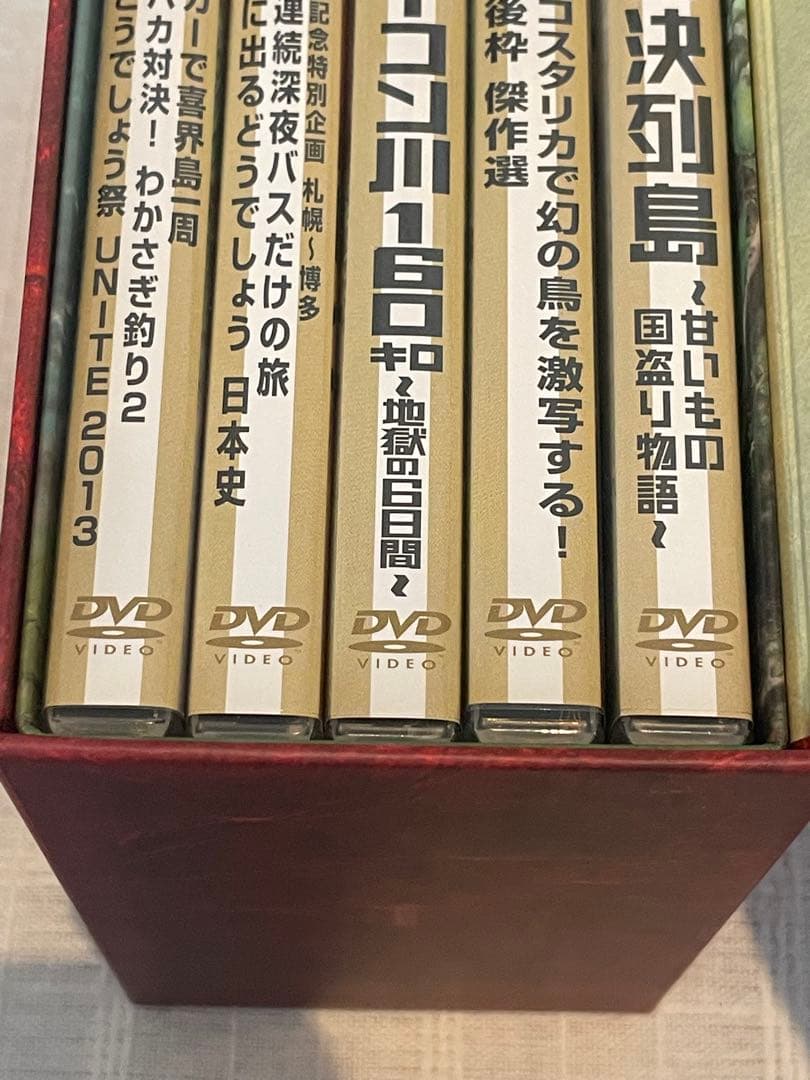 カーで喜界島一周
バカ対決！ わかさぎ釣り2
どうでしょう祭 UNITE 2013
DVD
VIDEO
記念特別企画 札幌〜博多
連続深夜バスだけの旅
に出るどうでしょう 日本史
DVD
VIDEO
ーコン川160キロ
〜地獄の6日間〜
DVD
VIDEO
コスタリカで幻の鳥を激写する！
後枠 傑作選
DVD
VIDEO
決列島
〜甘いもの
国盗り物語〜
DVD
VIDEO